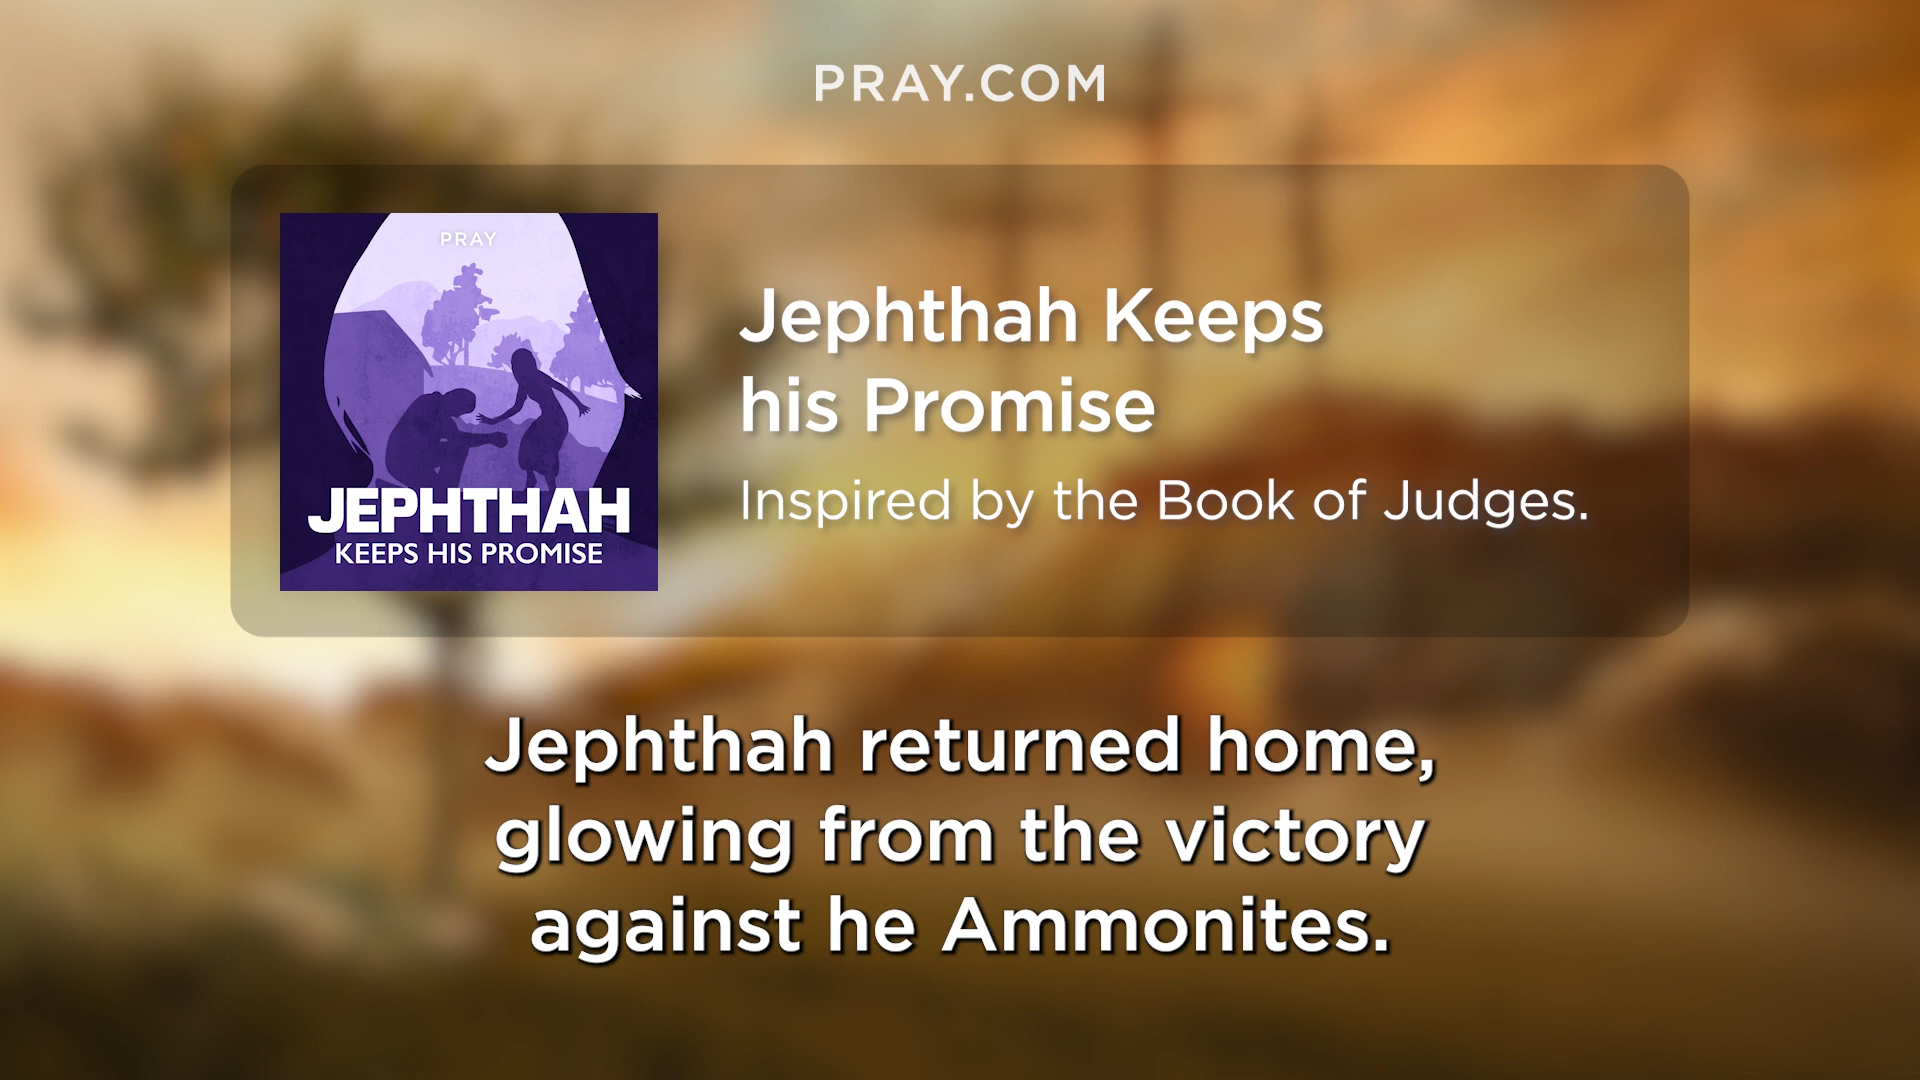 PRAY.COM
PRAY
JEPHTHAH
KEEPS HIS PROMISE
Jephthah Keeps
his Promise
Inspired by the Book of Judges.
Jephthah returned home,
glowing from the victory
against he Ammonites.